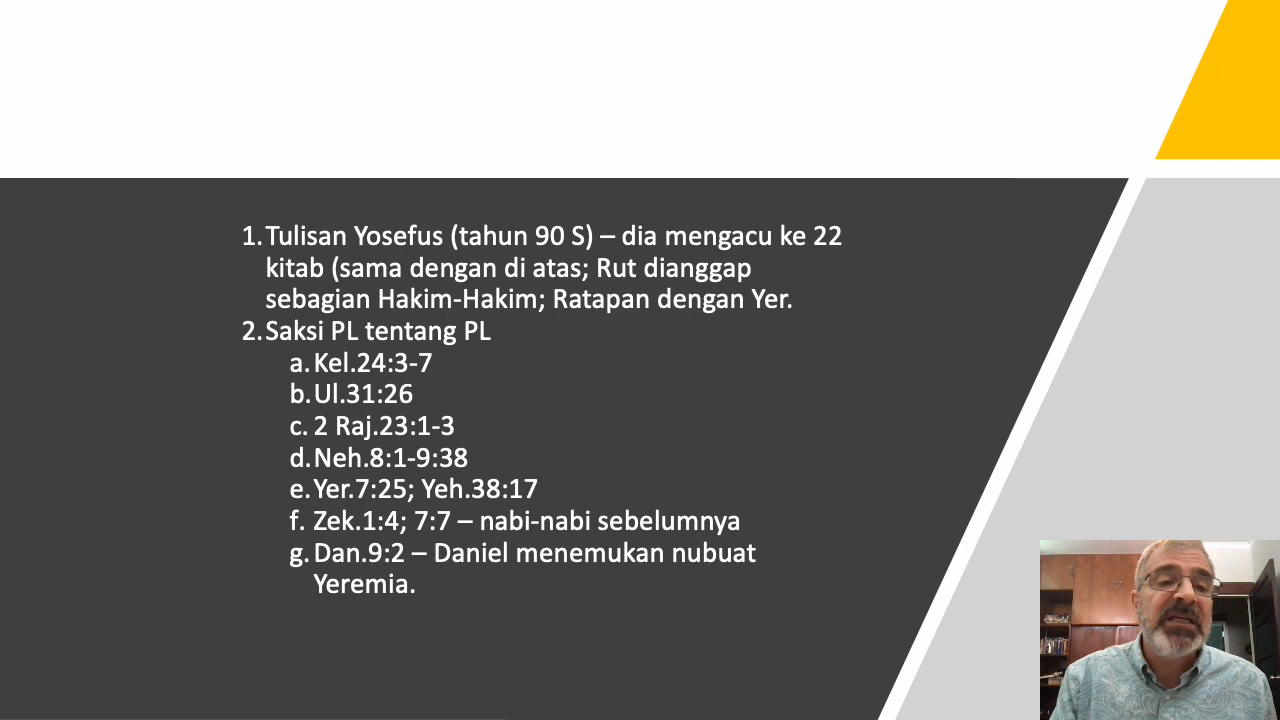 1. Tulisan Yosefus (tahun 90 S) – dia mengacu ke 22
kitab (sama dengan di atas; Rut dianggap
sebagian Hakim-Hakim; Ratapan dengan Yer.
2. Saksi PL tentang PL
a. Kel.24:3-7
b. Ul.31:26
c. 2 Raj.23:1-3
d. Neh.8:1-9:38
e. Yer.7:25; Yeh.38:17
f. Zek.1:4; 7:7 – nabi-nabi sebelumnya
g. Dan.9:2 – Daniel menemukan nubuat
Yeremia.